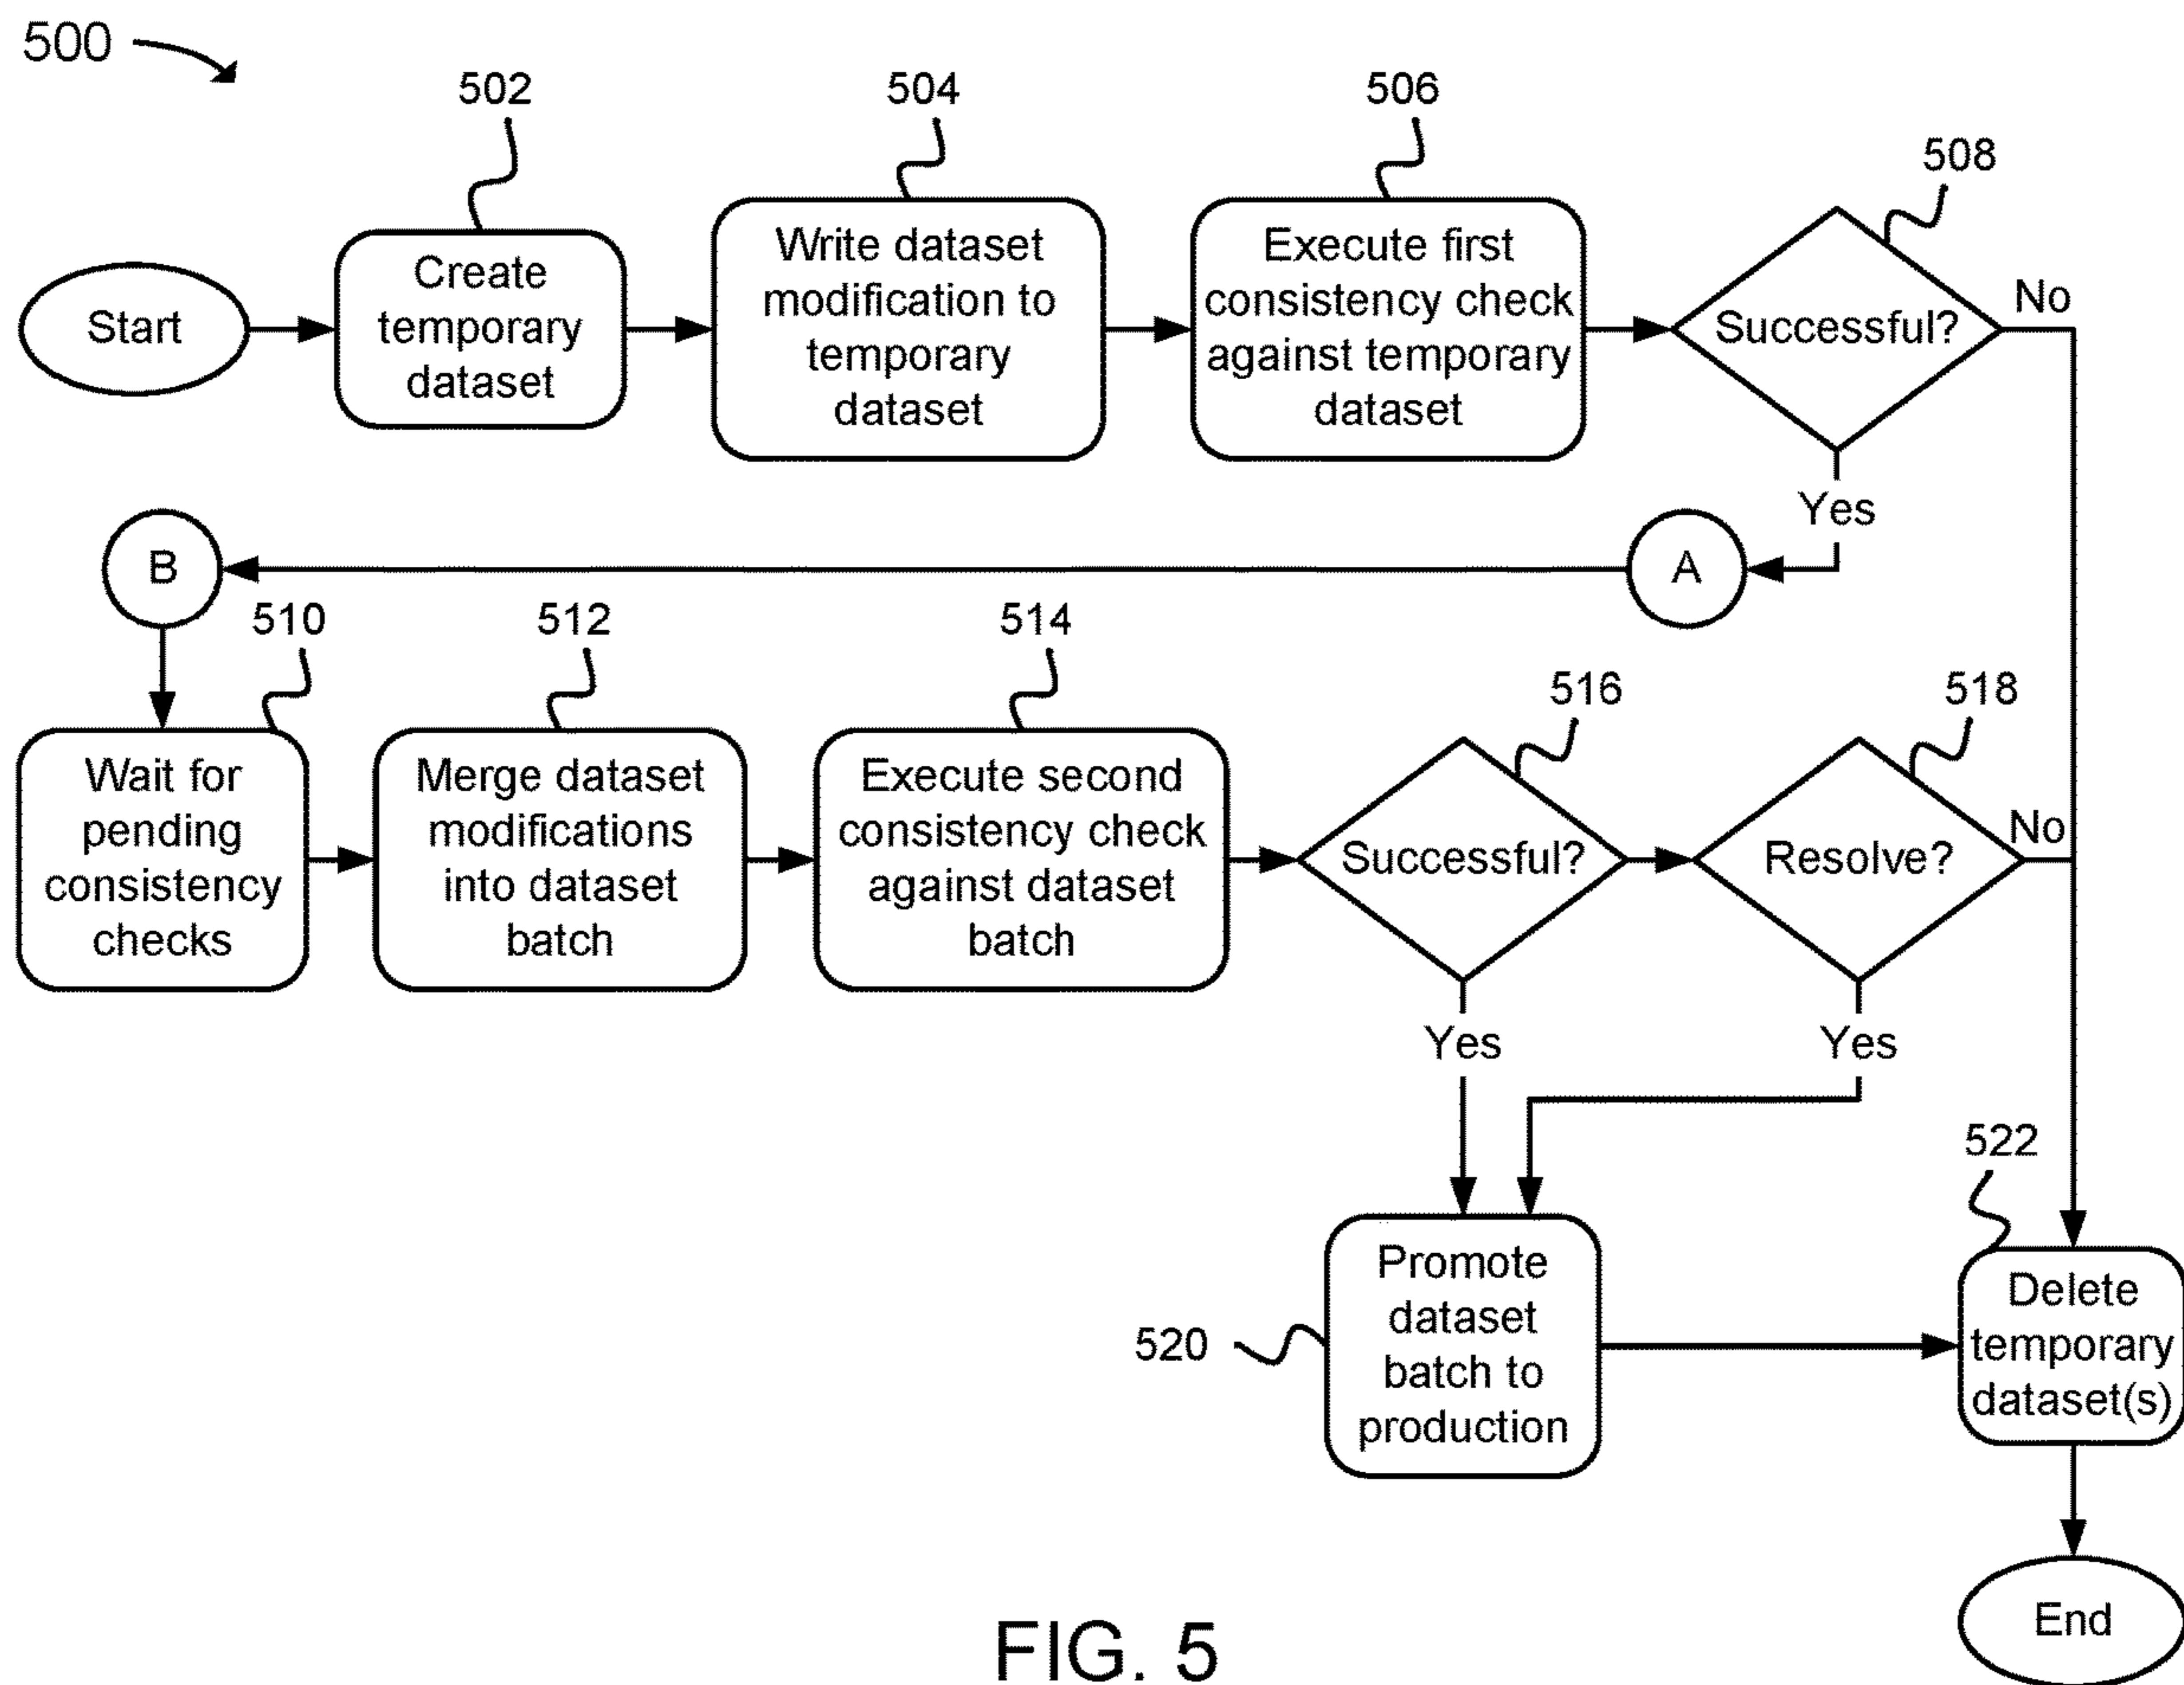 500
502
504
506
508
Start
Create
temporary
dataset
Write dataset
modification to
temporary
dataset
Execute first
consistency check
against temporary
dataset
Successful?
No
Yes
B
A
510
512
514
516
518
Wait for
pending
consistency
checks
Merge dataset
modifications
into dataset
batch
Execute second
consistency check
against dataset
batch
Successful?
Resolve?
No
Yes
Yes
520
522
Promote
dataset
batch to
production
Delete
temporary
dataset(s)
End
FIG. 5